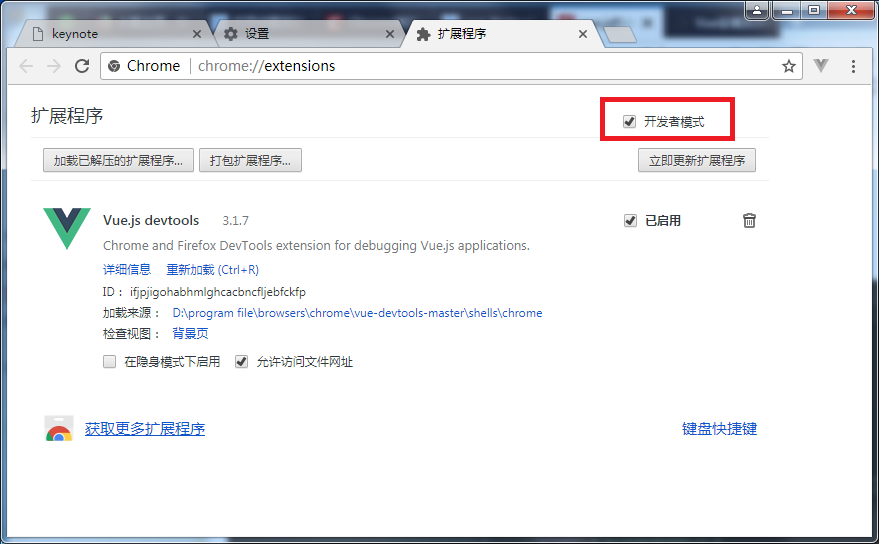 keynote
设置
扩展程序
Chrome
chrome://extensions
扩展程序
开发者模式
加载已解压的扩展程序...
打包扩展程序...
立即更新扩展程序
Vue.js devtools 3.1.7
已启用
Chrome and Firefox DevTools extension for debugging Vue.js applications.
详细信息 重新加载 (Ctrl+R)
ID： ifjpjigohabhmlghcacbncfljebfckfp
加载来源： D:\program file\browsers\chrome\vue-devtools-master\shells\chrome
检查视图： 背景页
在隐身模式下启用 允许访问文件网址
获取更多扩展程序
键盘快捷键